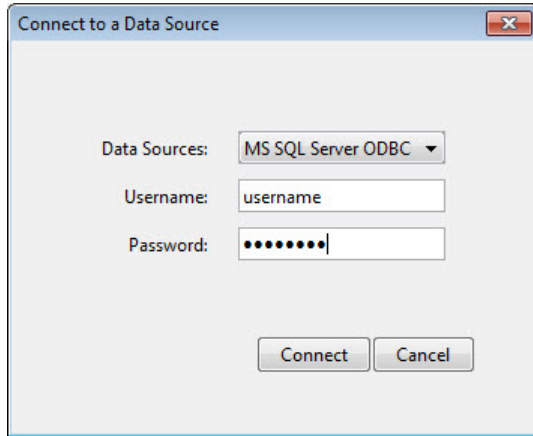 Connect to a Data Source
Data Sources: MS SQL Server ODBC
Username: username
Password: ••••••••
Connect Cancel